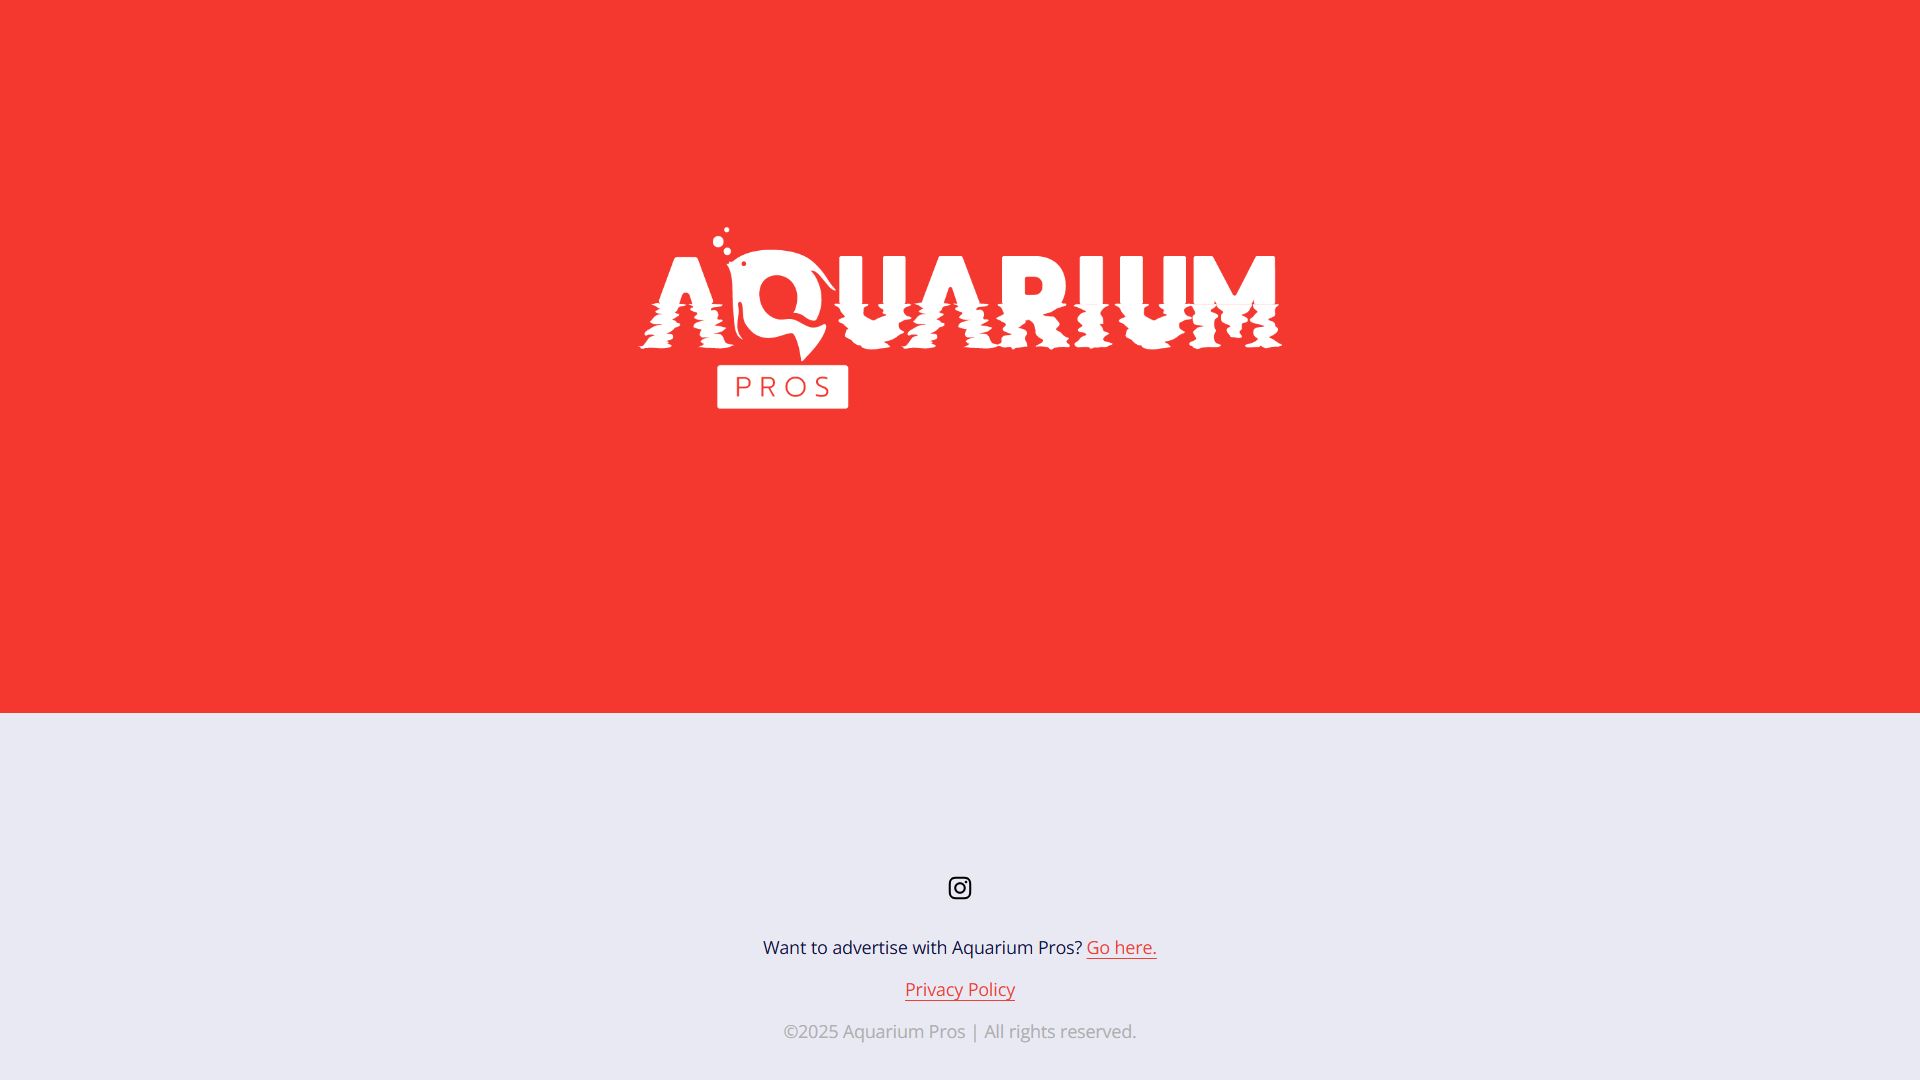 AQUARIUM
PROS
Want to advertise with Aquarium Pros? Go here.
Privacy Policy
©2025 Aquarium Pros | All rights reserved.